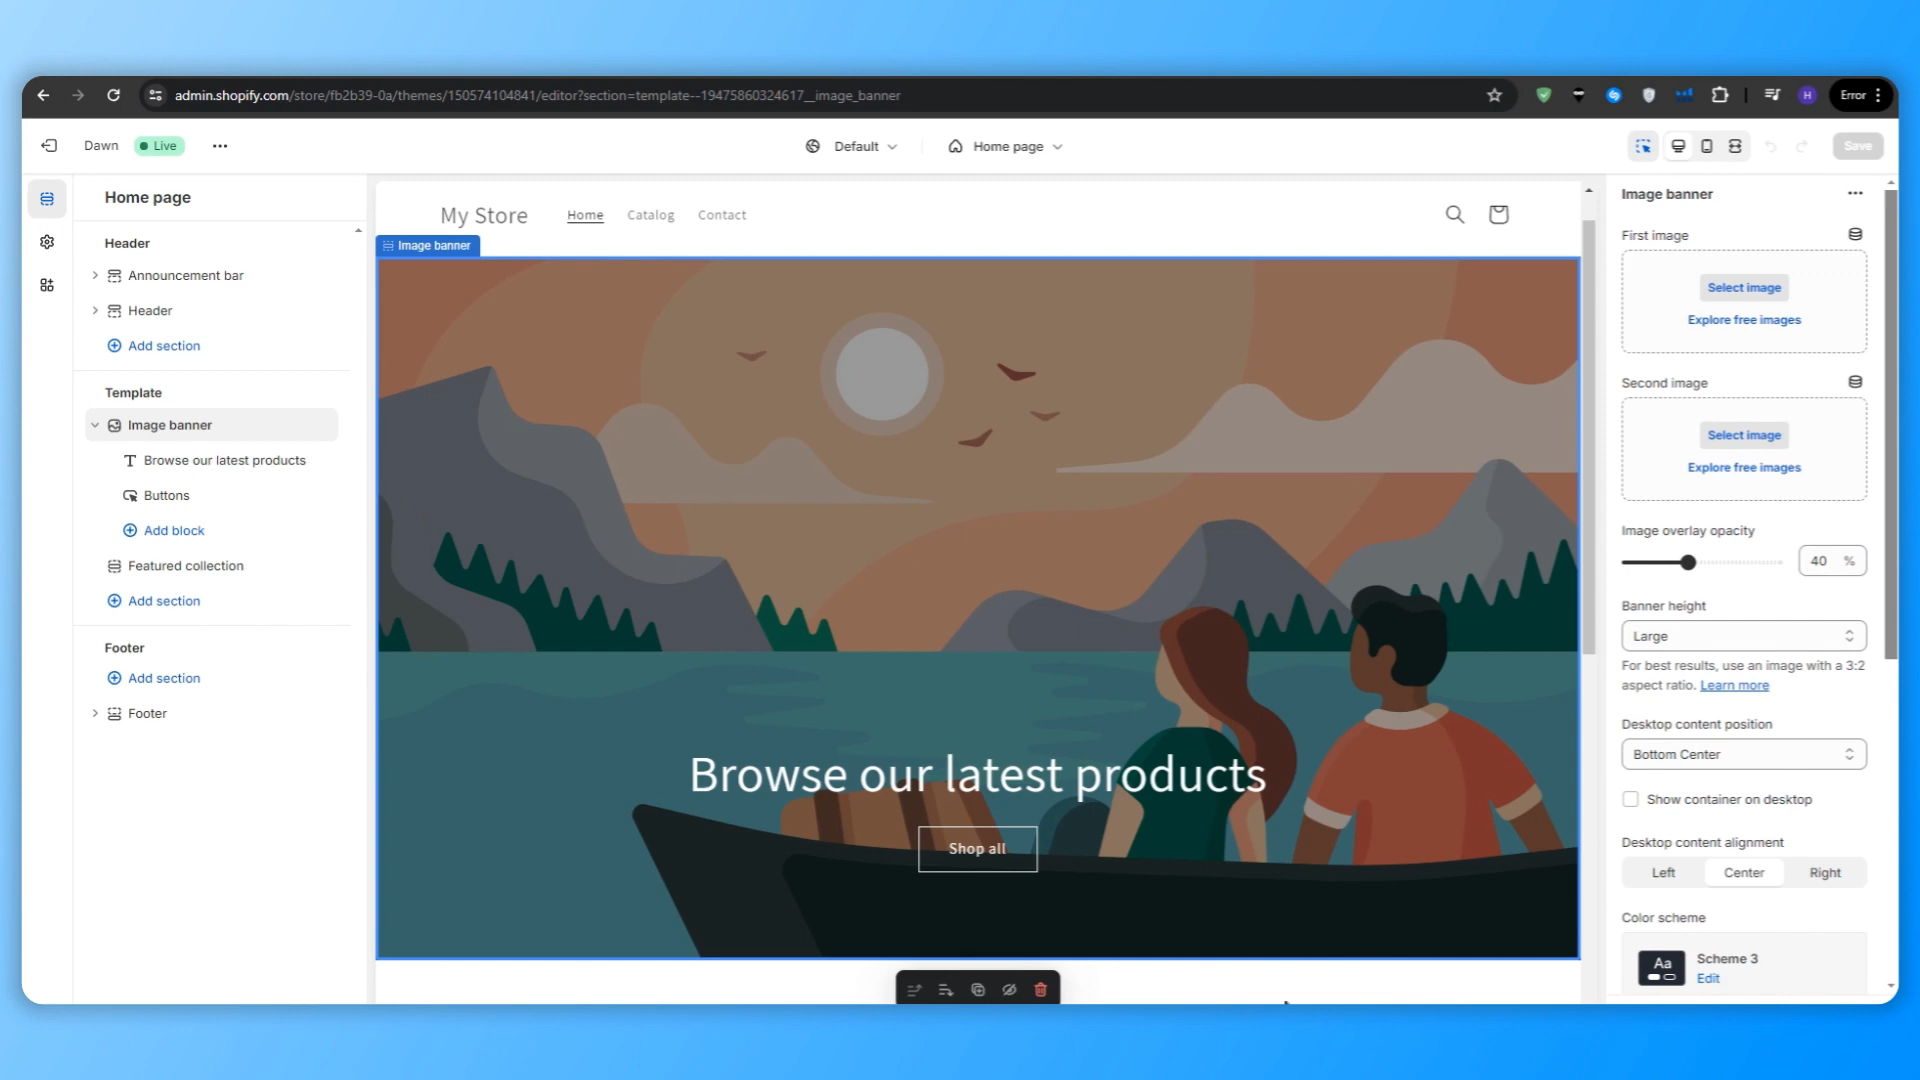 admin.shopify.com/store/fb2b39-0a/themes/150574104841/editor?section=template--19475860324617__image_banner
H
Error
Dawn
Live
Default
Home page
Save
Home page
Header
Announcement bar
Header
Add section
Template
Image banner
Browse our latest products
Buttons
Add block
Featured collection
Add section
Footer
Add section
Footer
My Store
Home
Catalog
Contact
Image banner
Browse our latest products
Shop all
Image banner
First image
Select image
Explore free images
Second image
Select image
Explore free images
Image overlay opacity
40 %
Banner height
Large
For best results, use an image with a 3:2
aspect ratio. Learn more
Desktop content position
Bottom Center
Show container on desktop
Desktop content alignment
Left
Center
Right
Color scheme
Aa
Scheme 3
Edit